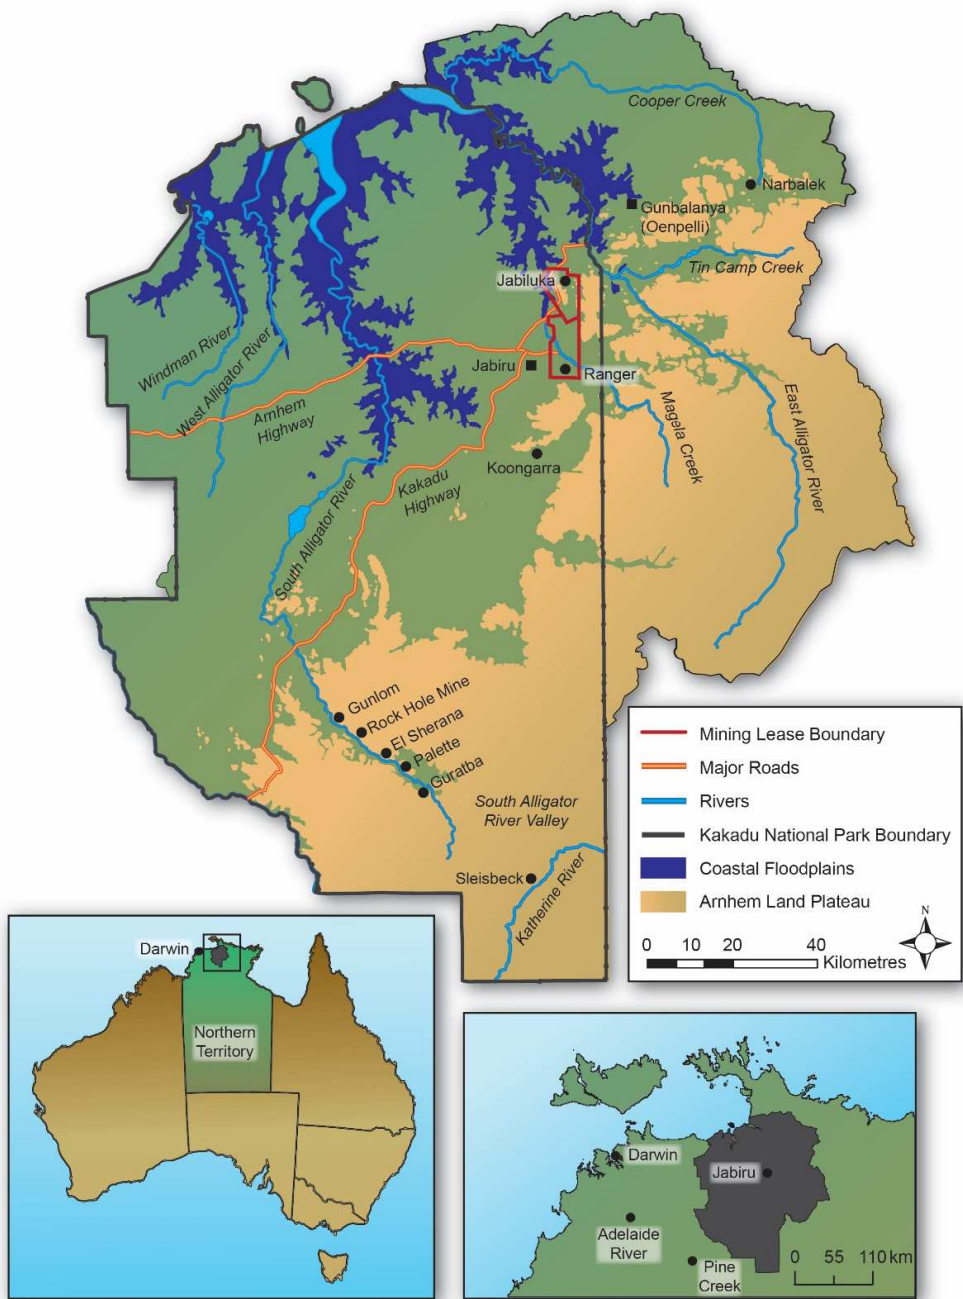 Cooper Creek
Narbalek
Gunbalanya
(Oenpelli)
Tin Camp Creek
Jabiluka
Windman River
West Alligator River
Jabiru
Ranger
Arnhem
Highway
Magela Creek
East Alligator River
Koongarra
Kakadu
Highway
South Alligator River
Gunlom
Rock Hole Mine
El Sherana
Palette
Guratba
South Alligator
River Valley
Sleisbeck
Katherine River
Mining Lease Boundary
Major Roads
Rivers
Kakadu National Park Boundary
Coastal Floodplains
Arnhem Land Plateau
N
0 10 20 40
Kilometres
Darwin
Northern
Territory
Darwin
Jabiru
Adelaide
River
Pine
Creek
0 55 110 km